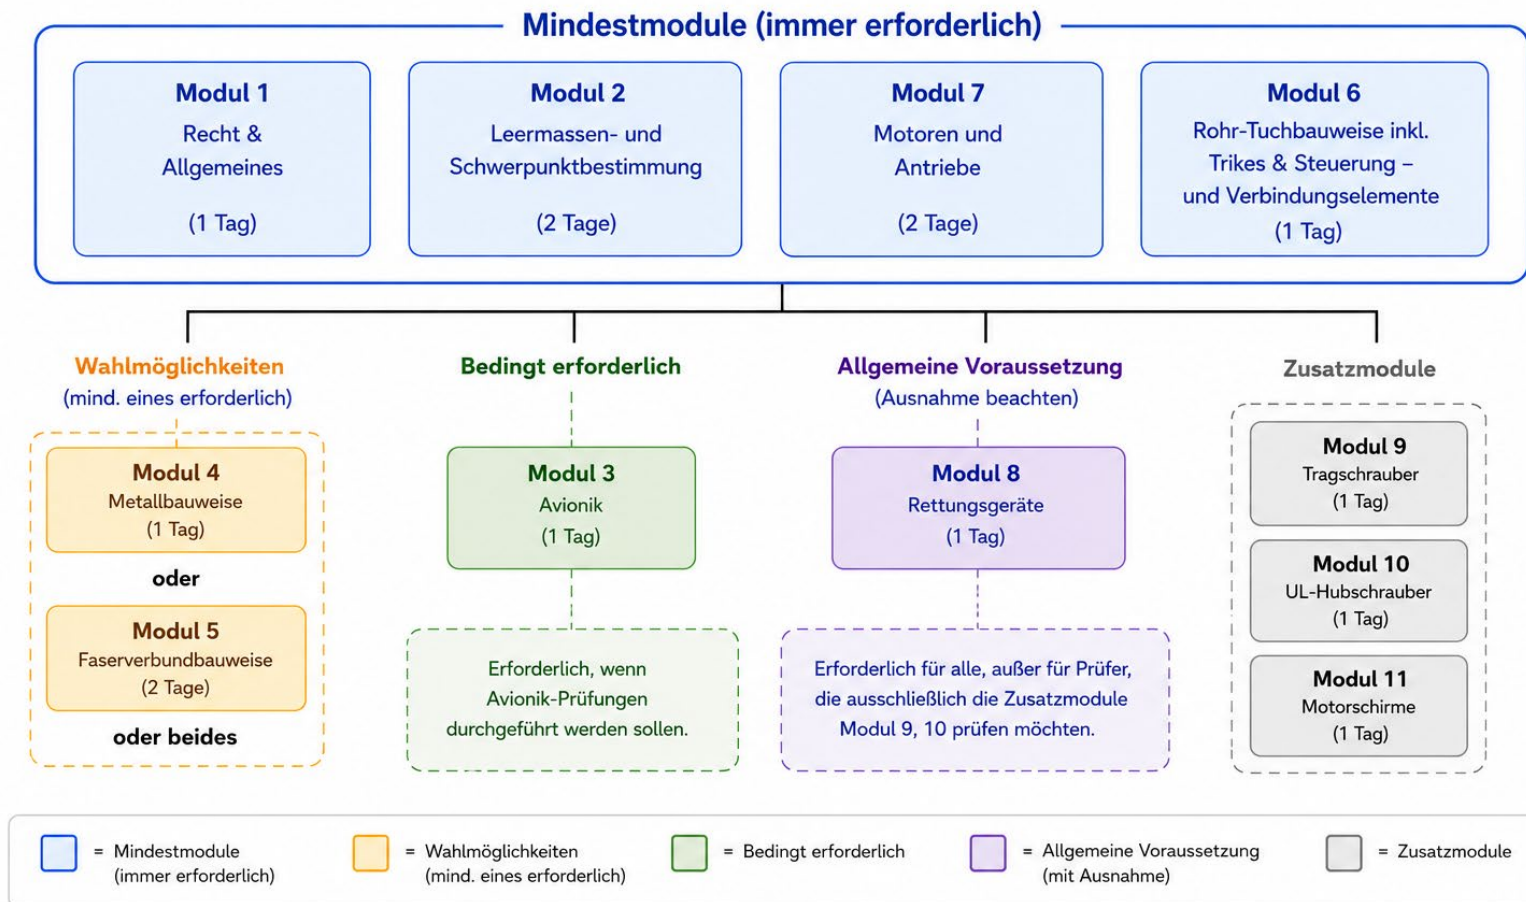 Mindestmodule (immer erforderlich)
Modul 1
Recht &
Allgemeines
(1 Tag)
Modul 2
Leermassen- und
Schwerpunktbestimmung
(2 Tage)
Modul 7
Motoren und
Antriebe
(2 Tage)
Modul 6
Rohr-Tuchbauweise inkl.
Trikes & Steuerung –
und Verbindungselemente
(1 Tag)
Wahlmöglichkeiten
(mind. eines erforderlich)
Modul 4
Metallbauweise
(1 Tag)
oder
Modul 5
Faserverbundbauweise
(2 Tage)
oder beides
Bedingt erforderlich
Modul 3
Avionik
(1 Tag)
Erforderlich, wenn
Avionik-Prüfungen
durchgeführt werden sollen.
Allgemeine Voraussetzung
(Ausnahme beachten)
Modul 8
Rettungsgeräte
(1 Tag)
Erforderlich für alle, außer für Prüfer,
die ausschließlich die Zusatzmodule
Modul 9, 10 prüfen möchten.
Zusatzmodule
Modul 9
Tragschrauber
(1 Tag)
Modul 10
UL-Hubschrauber
(1 Tag)
Modul 11
Motorschirme
(1 Tag)
= Mindestmodule
(immer erforderlich)
= Wahlmöglichkeiten
(mind. eines erforderlich)
= Bedingt erforderlich
= Allgemeine Voraussetzung
(mit Ausnahme)
= Zusatzmodule